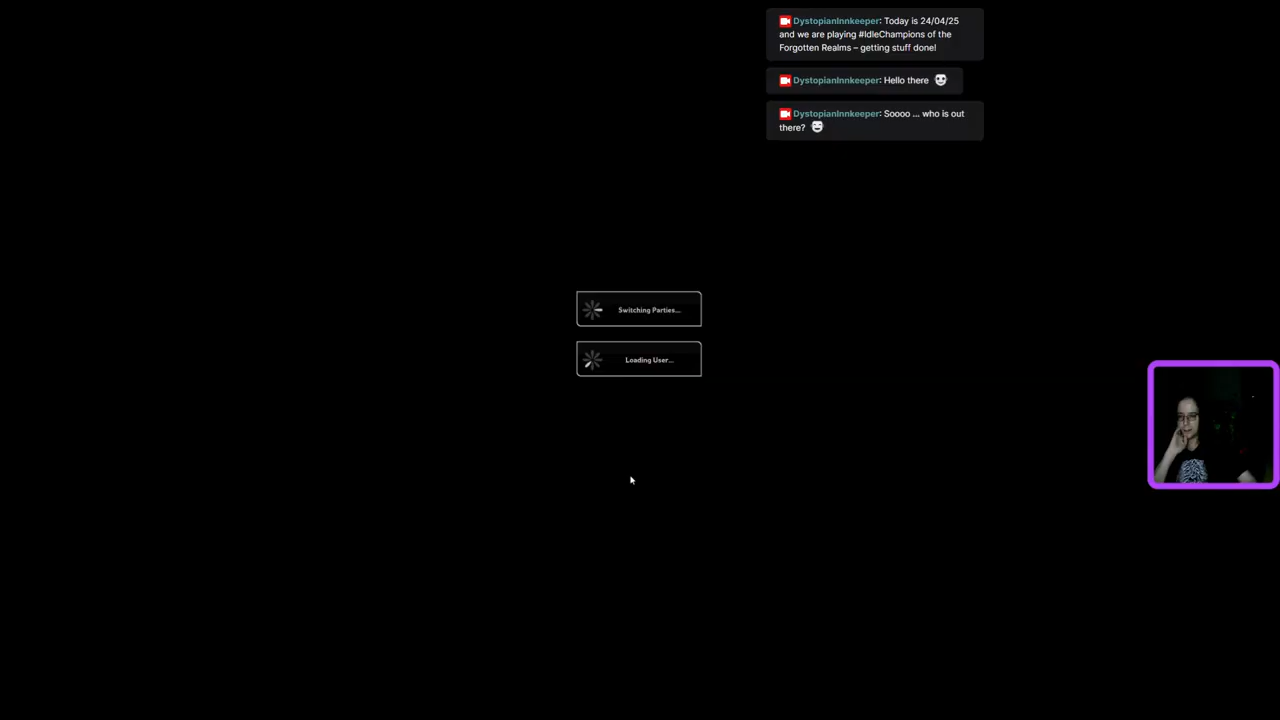 DystopianInnkeeper: Today is 24/04/25
and we are playing #IdleChampions of the
Forgotten Realms – getting stuff done!
DystopianInnkeeper: Hello there
DystopianInnkeeper: Soooo ... who is out
there?
Switching Parties...
Loading User...